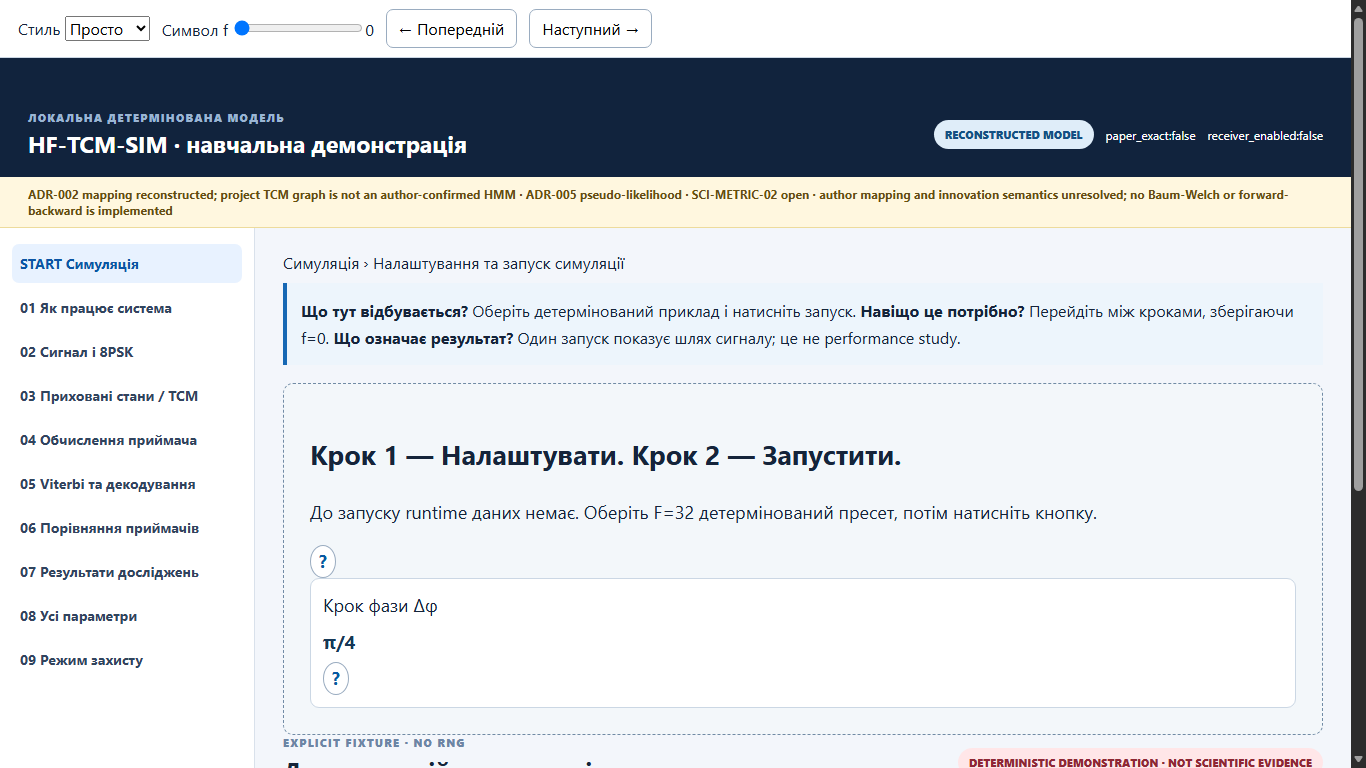 Стиль Просто Символ f 0 ← Попередній Наступний →
ЛОКАЛЬНА ДЕТЕРМІНОВАНА МОДЕЛЬ
HF-TCM-SIM · навчальна демонстрація
RECONSTRUCTED MODEL paper_exact:false receiver_enabled:false
ADR-002 mapping reconstructed; project TCM graph is not an author-confirmed HMM · ADR-005 pseudo-likelihood · SCI-METRIC-02 open · author mapping and innovation semantics unresolved; no Baum-Welch or forward-
backward is implemented
START Симуляція
01 Як працює система
02 Сигнал і 8PSK
03 Приховані стани / TCM
04 Обчислення приймача
05 Viterbi та декодування
06 Порівняння приймачів
07 Результати досліджень
08 Усі параметри
09 Режим захисту
Симуляція › Налаштування та запуск симуляції
Що тут відбувається? Оберіть детермінований приклад і натисніть запуск. Навіщо це потрібно? Перейдіть між кроками, зберігаючи
f=0. Що означає результат? Один запуск показує шлях сигналу; це не performance study.
Крок 1 — Налаштувати. Крок 2 — Запустити.
До запуску runtime даних немає. Оберіть F=32 детермінований пресет, потім натисніть кнопку.
?
Крок фази Δφ
π/4
?
EXPLICIT FIXTURE · NO RNG
DETERMINISTIC DEMONSTRATION · NOT SCIENTIFIC EVIDENCE